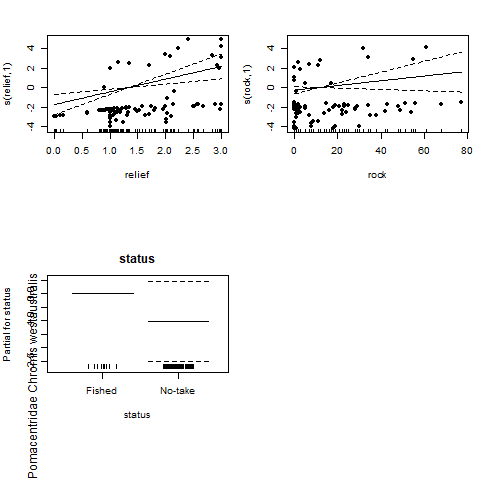 s(relief,1)
4
2
0
-2
-4
0.0 0.5 1.0 1.5 2.0 2.5 3.0
relief
s(rock,1)
4
2
0
-2
-4
0 20 40 60 80
rock
status
Partial for status
Pomacentridae Chromis westaustralis
Fished No-take
status